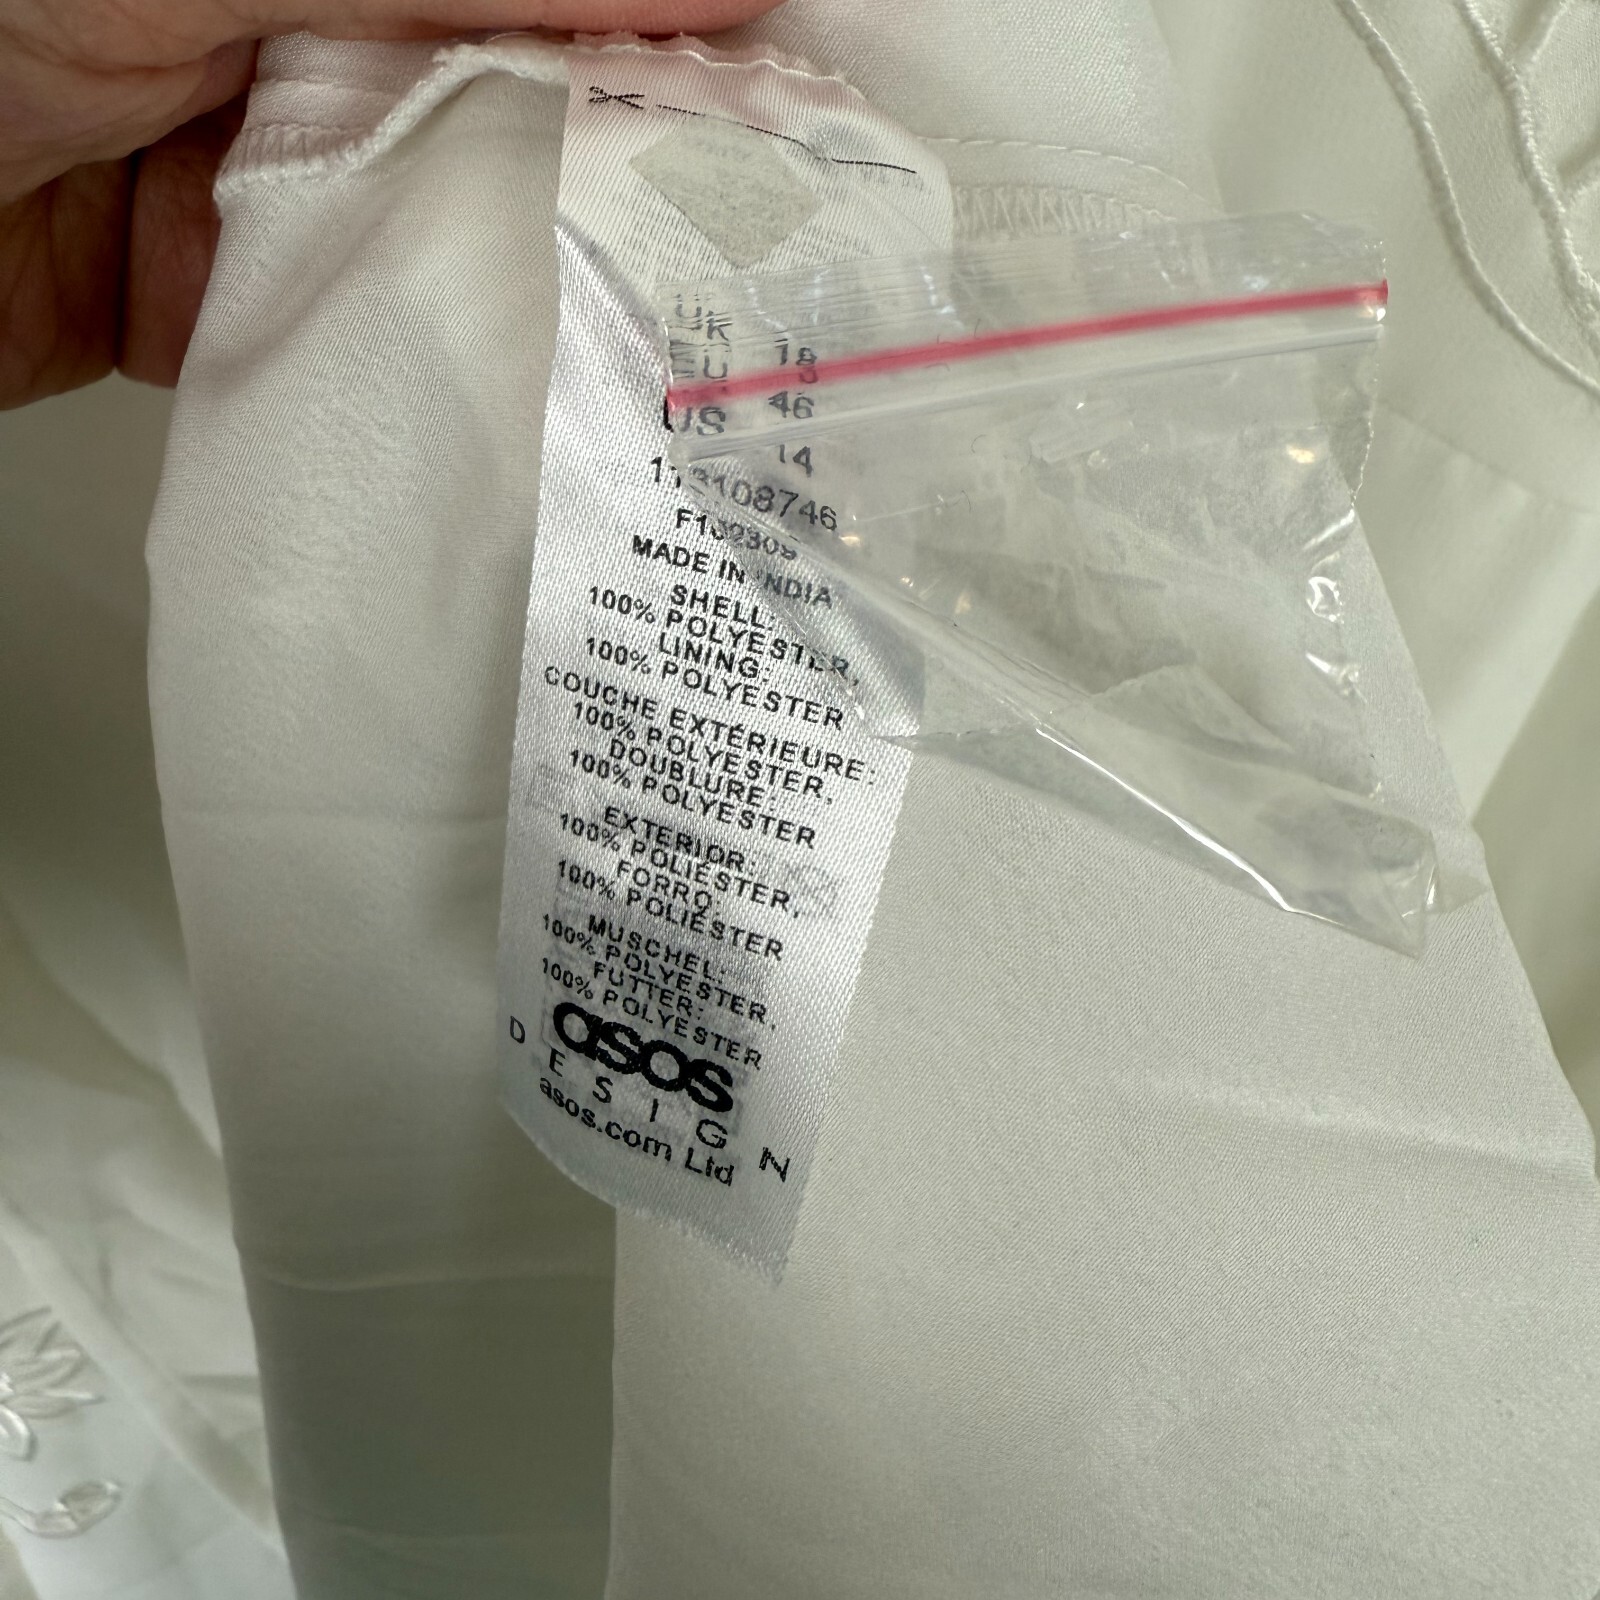 UK 18
EU 46
US 14
MADE IN INDIA
SHELL:
100% POLYESTER,
LINING:
100% POLYESTER
COUCHE EXTÉRIEURE:
100% POLYESTER,
DOUBLURE:
100% POLYESTER
EXTERIOR:
100% POLIÉSTER,
FORRO:
100% POLIÉSTER
MUSCHEL:
100% POLYESTER,
FUTTER:
100% POLYESTER
asos
DESIGN
asos.com Ltd